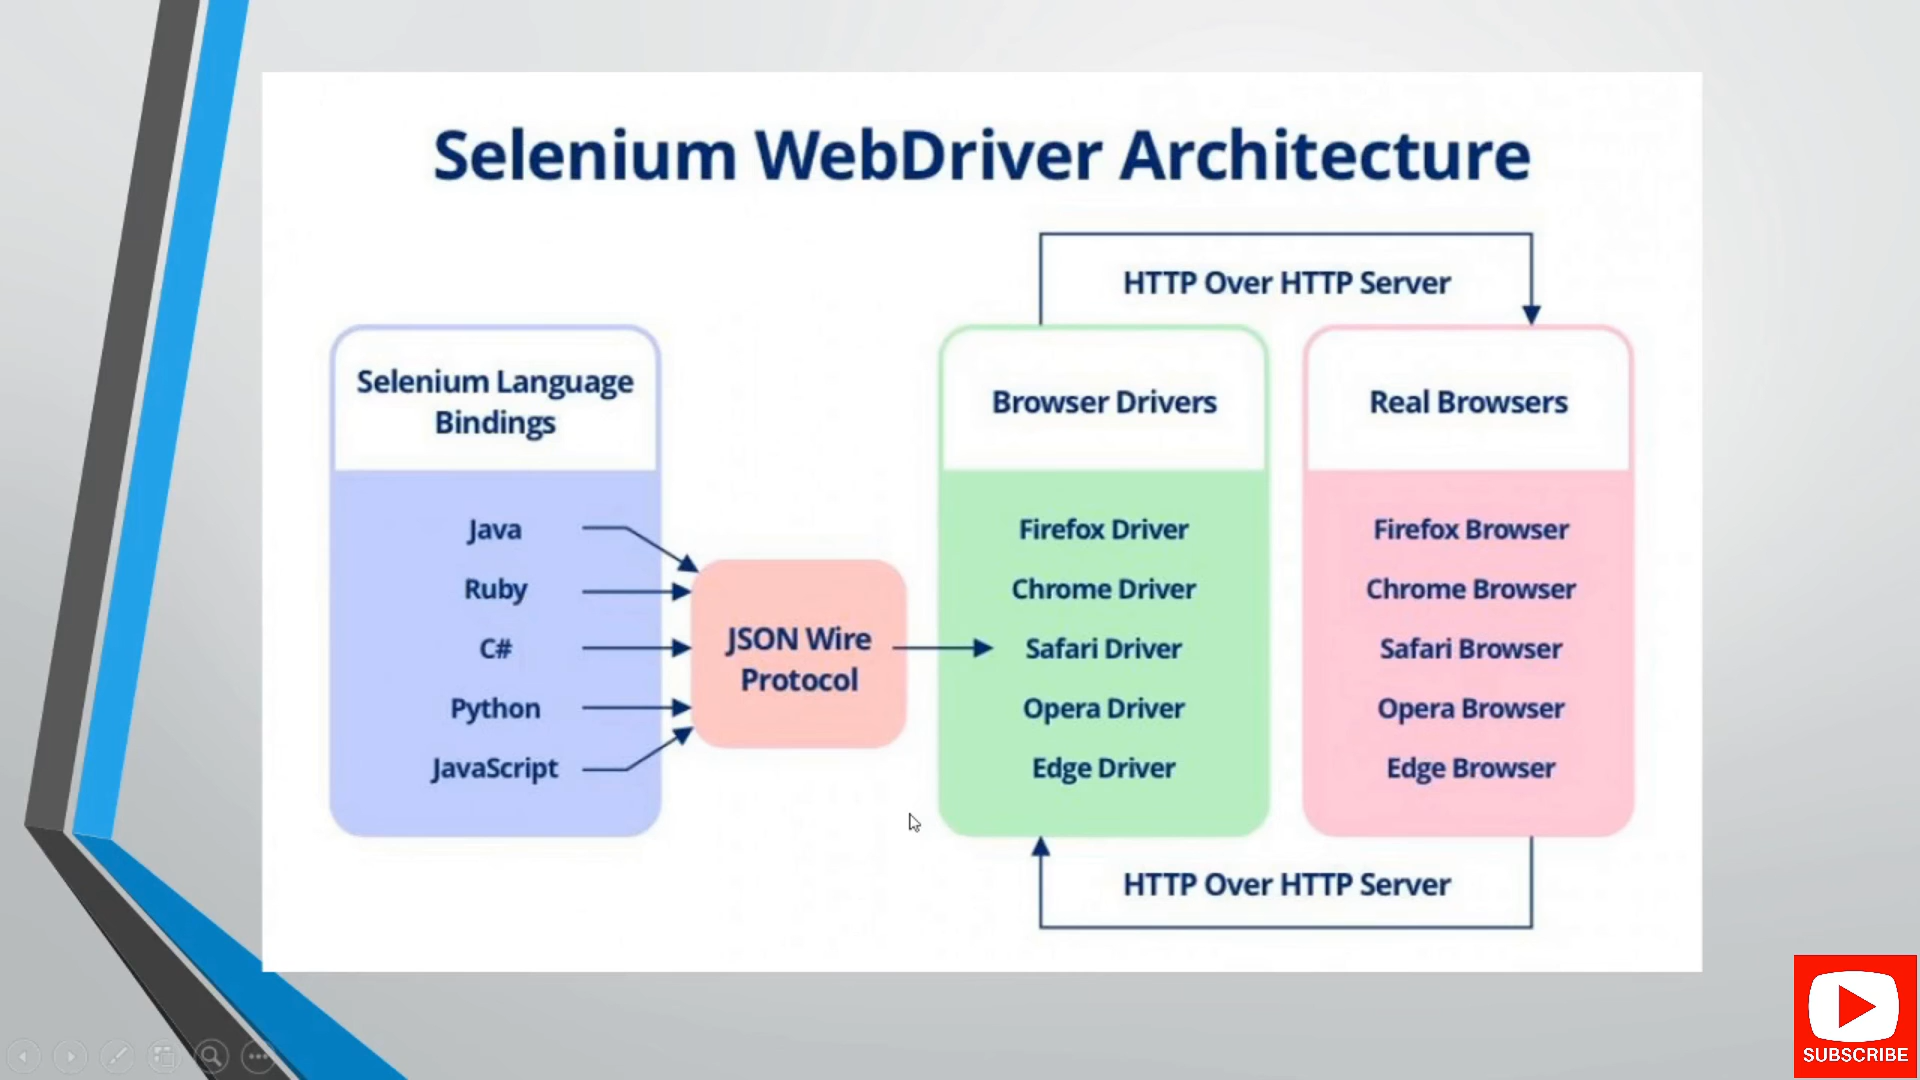 Selenium WebDriver Architecture
HTTP Over HTTP Server
Selenium Language
Bindings
Java
Ruby
C#
Python
JavaScript
JSON Wire
Protocol
Browser Drivers
Firefox Driver
Chrome Driver
Safari Driver
Opera Driver
Edge Driver
Real Browsers
Firefox Browser
Chrome Browser
Safari Browser
Opera Browser
Edge Browser
HTTP Over HTTP Server
SUBSCRIBE